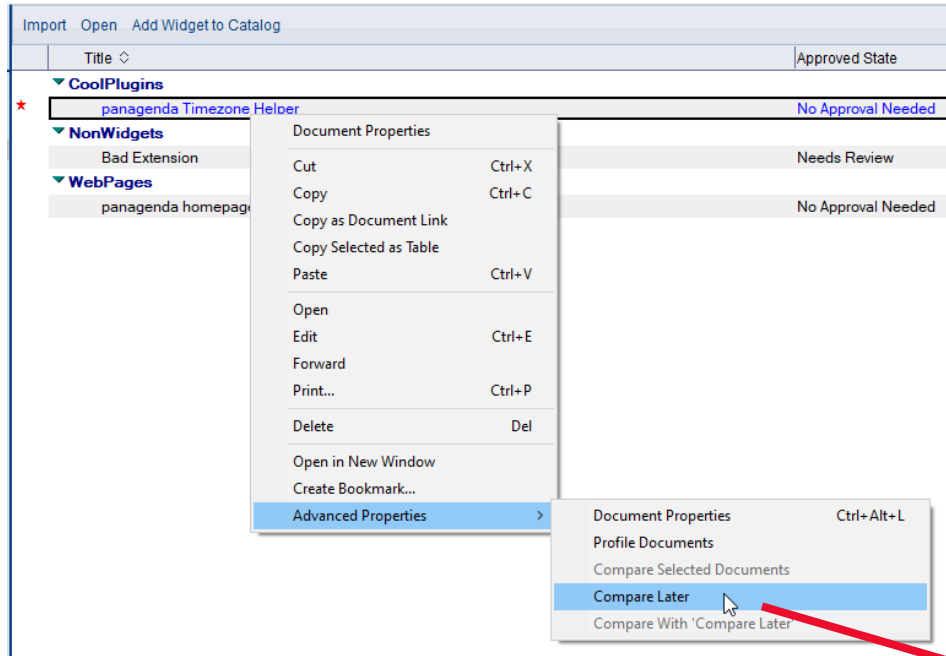 Import Open Add Widget to Catalog
Title Approved State
CoolPlugins
panagenda Timezone Helper No Approval Needed
NonWidgets
Bad Extension Needs Review
WebPages
panagenda homepage No Approval Needed
Document Properties
Cut Ctrl+X
Copy Ctrl+C
Copy as Document Link
Copy Selected as Table
Paste Ctrl+V
Open
Edit Ctrl+E
Forward
Print... Ctrl+P
Delete Del
Open in New Window
Create Bookmark...
Advanced Properties
Document Properties Ctrl+Alt+L
Profile Documents
Compare Selected Documents
Compare Later
Compare With 'Compare Later'